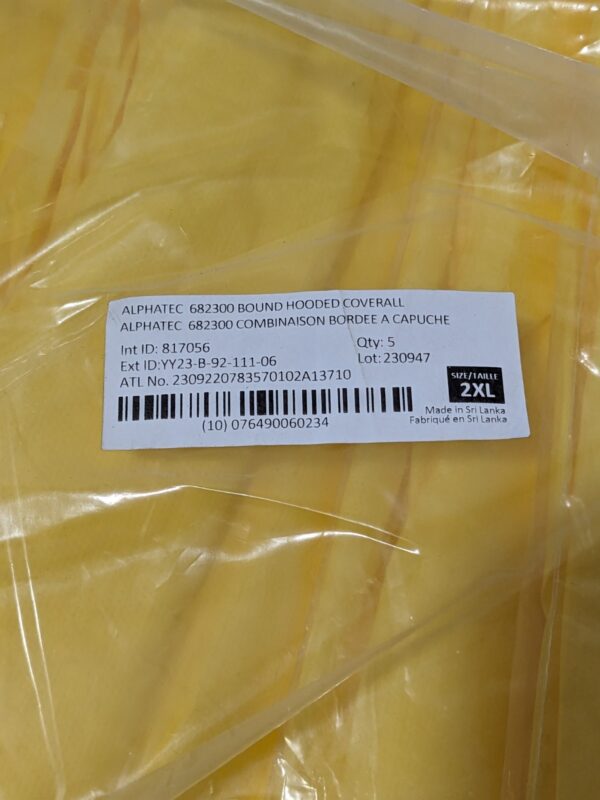 ALPHATEC 682300 BOUND HOODED COVERALL
ALPHATEC 682300 COMBINAISON BORDEE A CAPUCHE
Int ID: 817056
Qty: 5
Ext ID:YY23-B-92-111-06
Lot: 230947
ATL No. 2309220783570102A13710
SIZE/TAILLE
2XL
(10) 076490060234
Made in Sri Lanka
Fabriqué en Sri Lanka